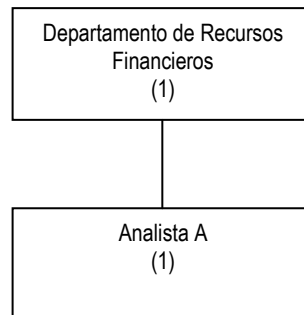 Departamento de Recursos
Financieros
(1)
Analista A
(1)